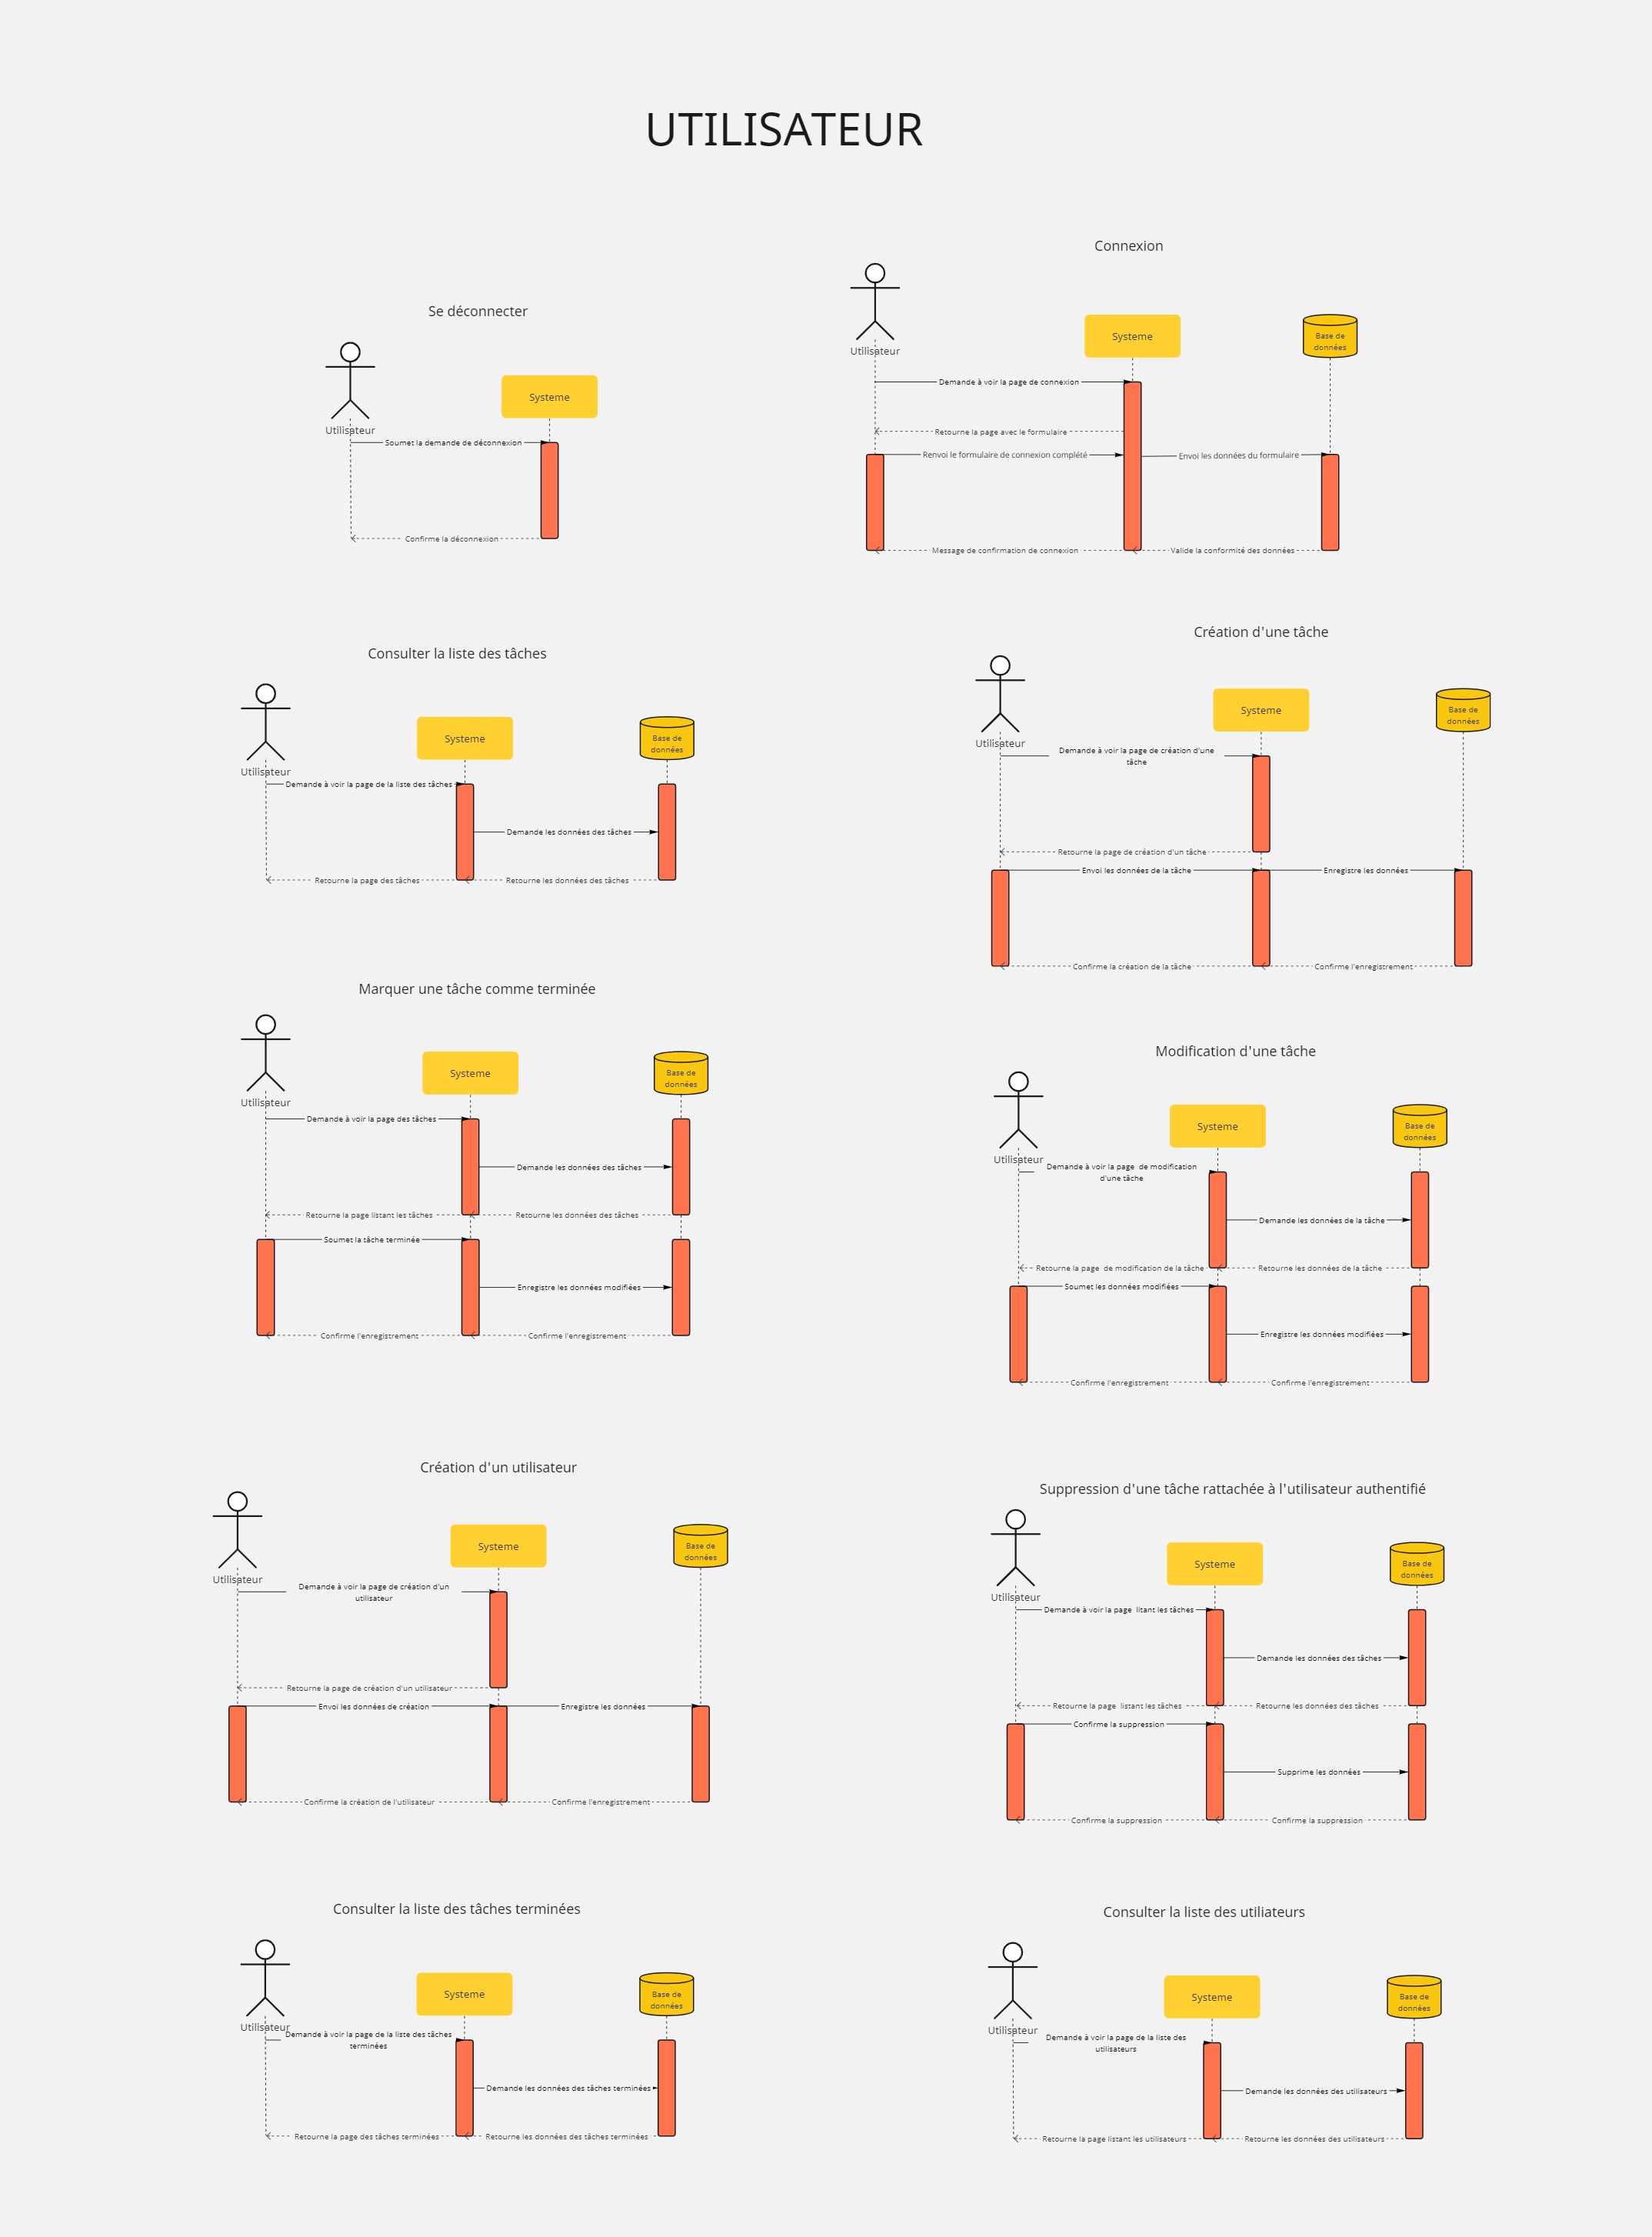 UTILISATEUR
Se déconnecter
Utilisateur
Systeme
Soumet la demande de déconnexion
Confirme la déconnexion
Connexion
Utilisateur
Systeme
Base de
données
Demande à voir la page de connexion
Retourne la page avec le formulaire
Renvoi le formulaire de connexion complété
Envoi les données du formulaire
Message de confirmation de connexion
Valide la conformité des données
Consulter la liste des tâches
Utilisateur
Systeme
Base de
données
Demande à voir la page de la liste des tâches
Demande les données des tâches
Retourne la page des tâches
Retourne les données des tâches
Création d'une tâche
Utilisateur
Systeme
Base de
données
Demande à voir la page de création d'une
tâche
Retourne la page de création d'un tâche
Envoi les données de la tâche
Enregistre les données
Confirme la création de la tâche
Confirme l'enregistrement
Marquer une tâche comme terminée
Utilisateur
Systeme
Base de
données
Demande à voir la page des tâches
Demande les données des tâches
Retourne la page listant les tâches
Retourne les données des tâches
Soumet la tâche terminée
Enregistre les données modifiées
Confirme l'enregistrement
Confirme l'enregistrement
Modification d'une tâche
Utilisateur
Systeme
Base de
données
Demande à voir la page de modification
d'une tâche
Demande les données de la tâche
Retourne la page de modification de la tâche
Retourne les données de la tâche
Soumet les données modifiées
Enregistre les données modifiées
Confirme l'enregistrement
Confirme l'enregistrement
Création d'un utilisateur
Utilisateur
Systeme
Base de
données
Demande à voir la page de création d'un
utilisateur
Retourne la page de création d'un utilisateur
Envoi les données de création
Enregistre les données
Confirme la création de l'utilisateur
Confirme l'enregistrement
Suppression d'une tâche rattachée à l'utilisateur authentifié
Utilisateur
Systeme
Base de
données
Demande à voir la page litant les tâches
Demande les données des tâches
Retourne la page listant les tâches
Retourne les données des tâches
Confirme la suppression
Supprime les données
Confirme la suppression
Confirme la suppression
Consulter la liste des tâches terminées
Utilisateur
Systeme
Base de
données
Demande à voir la page de la liste des tâches
terminées
Demande les données des tâches terminées
Retourne la page des tâches terminées
Retourne les données des tâches terminées
Consulter la liste des utiliateurs
Utilisateur
Systeme
Base de
données
Demande à voir la page de la liste des
utilisateurs
Demande les données des utilisateurs
Retourne la page listant les utilisateurs
Retourne les données des utilisateurs